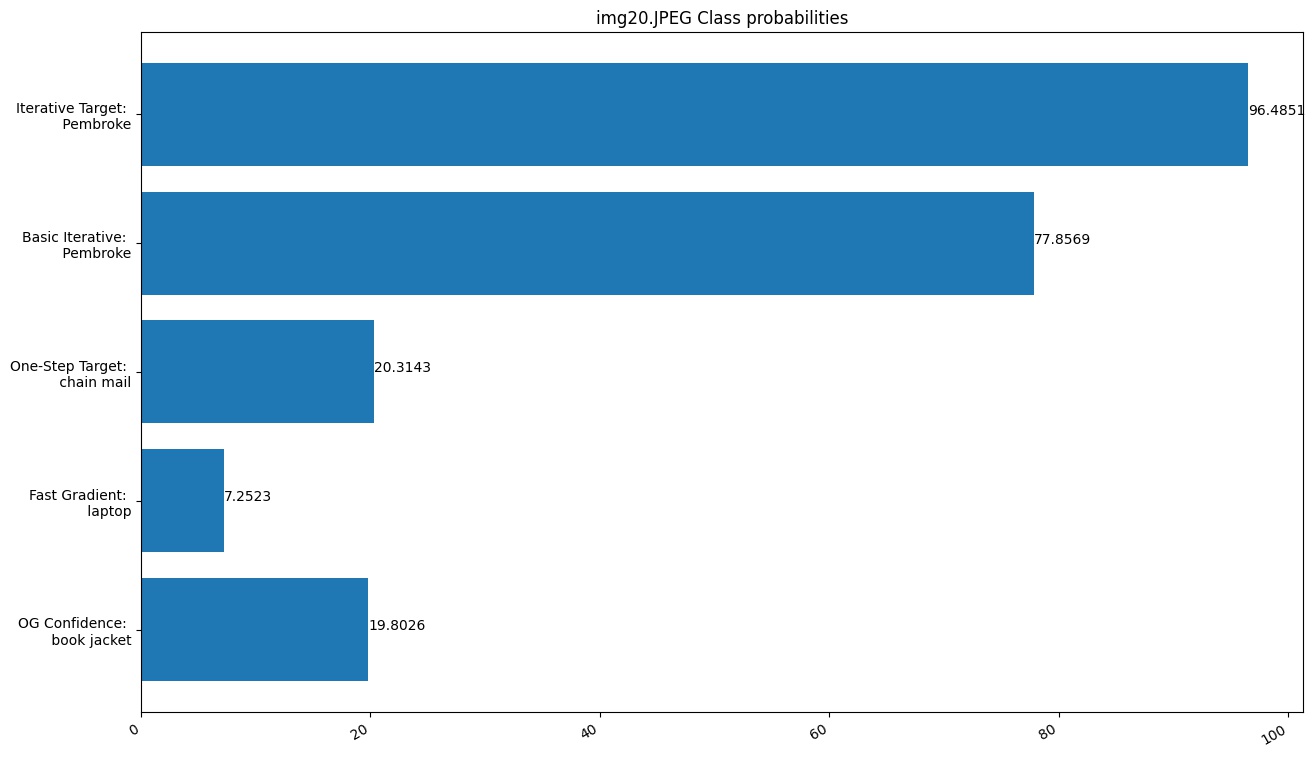 img20.JPEG Class probabilities
Iterative Target:
Pembroke
96.4851
Basic Iterative:
Pembroke
77.8569
One-Step Target:
chain mail
20.3143
Fast Gradient:
laptop
7.2523
OG Confidence:
book jacket
19.8026
0
20
40
60
80
100